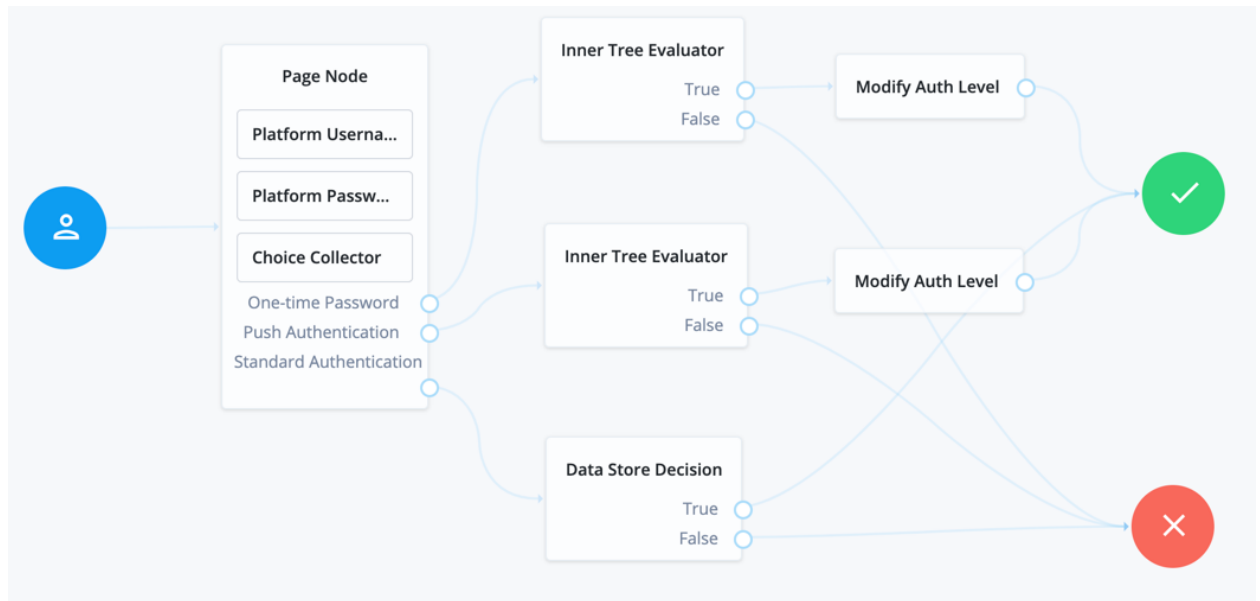 Page Node
Platform Userna...
Platform Passw...
Choice Collector
One-time Password
Push Authentication
Standard Authentication
Inner Tree Evaluator
True
False
Modify Auth Level
Inner Tree Evaluator
True
False
Modify Auth Level
Data Store Decision
True
False